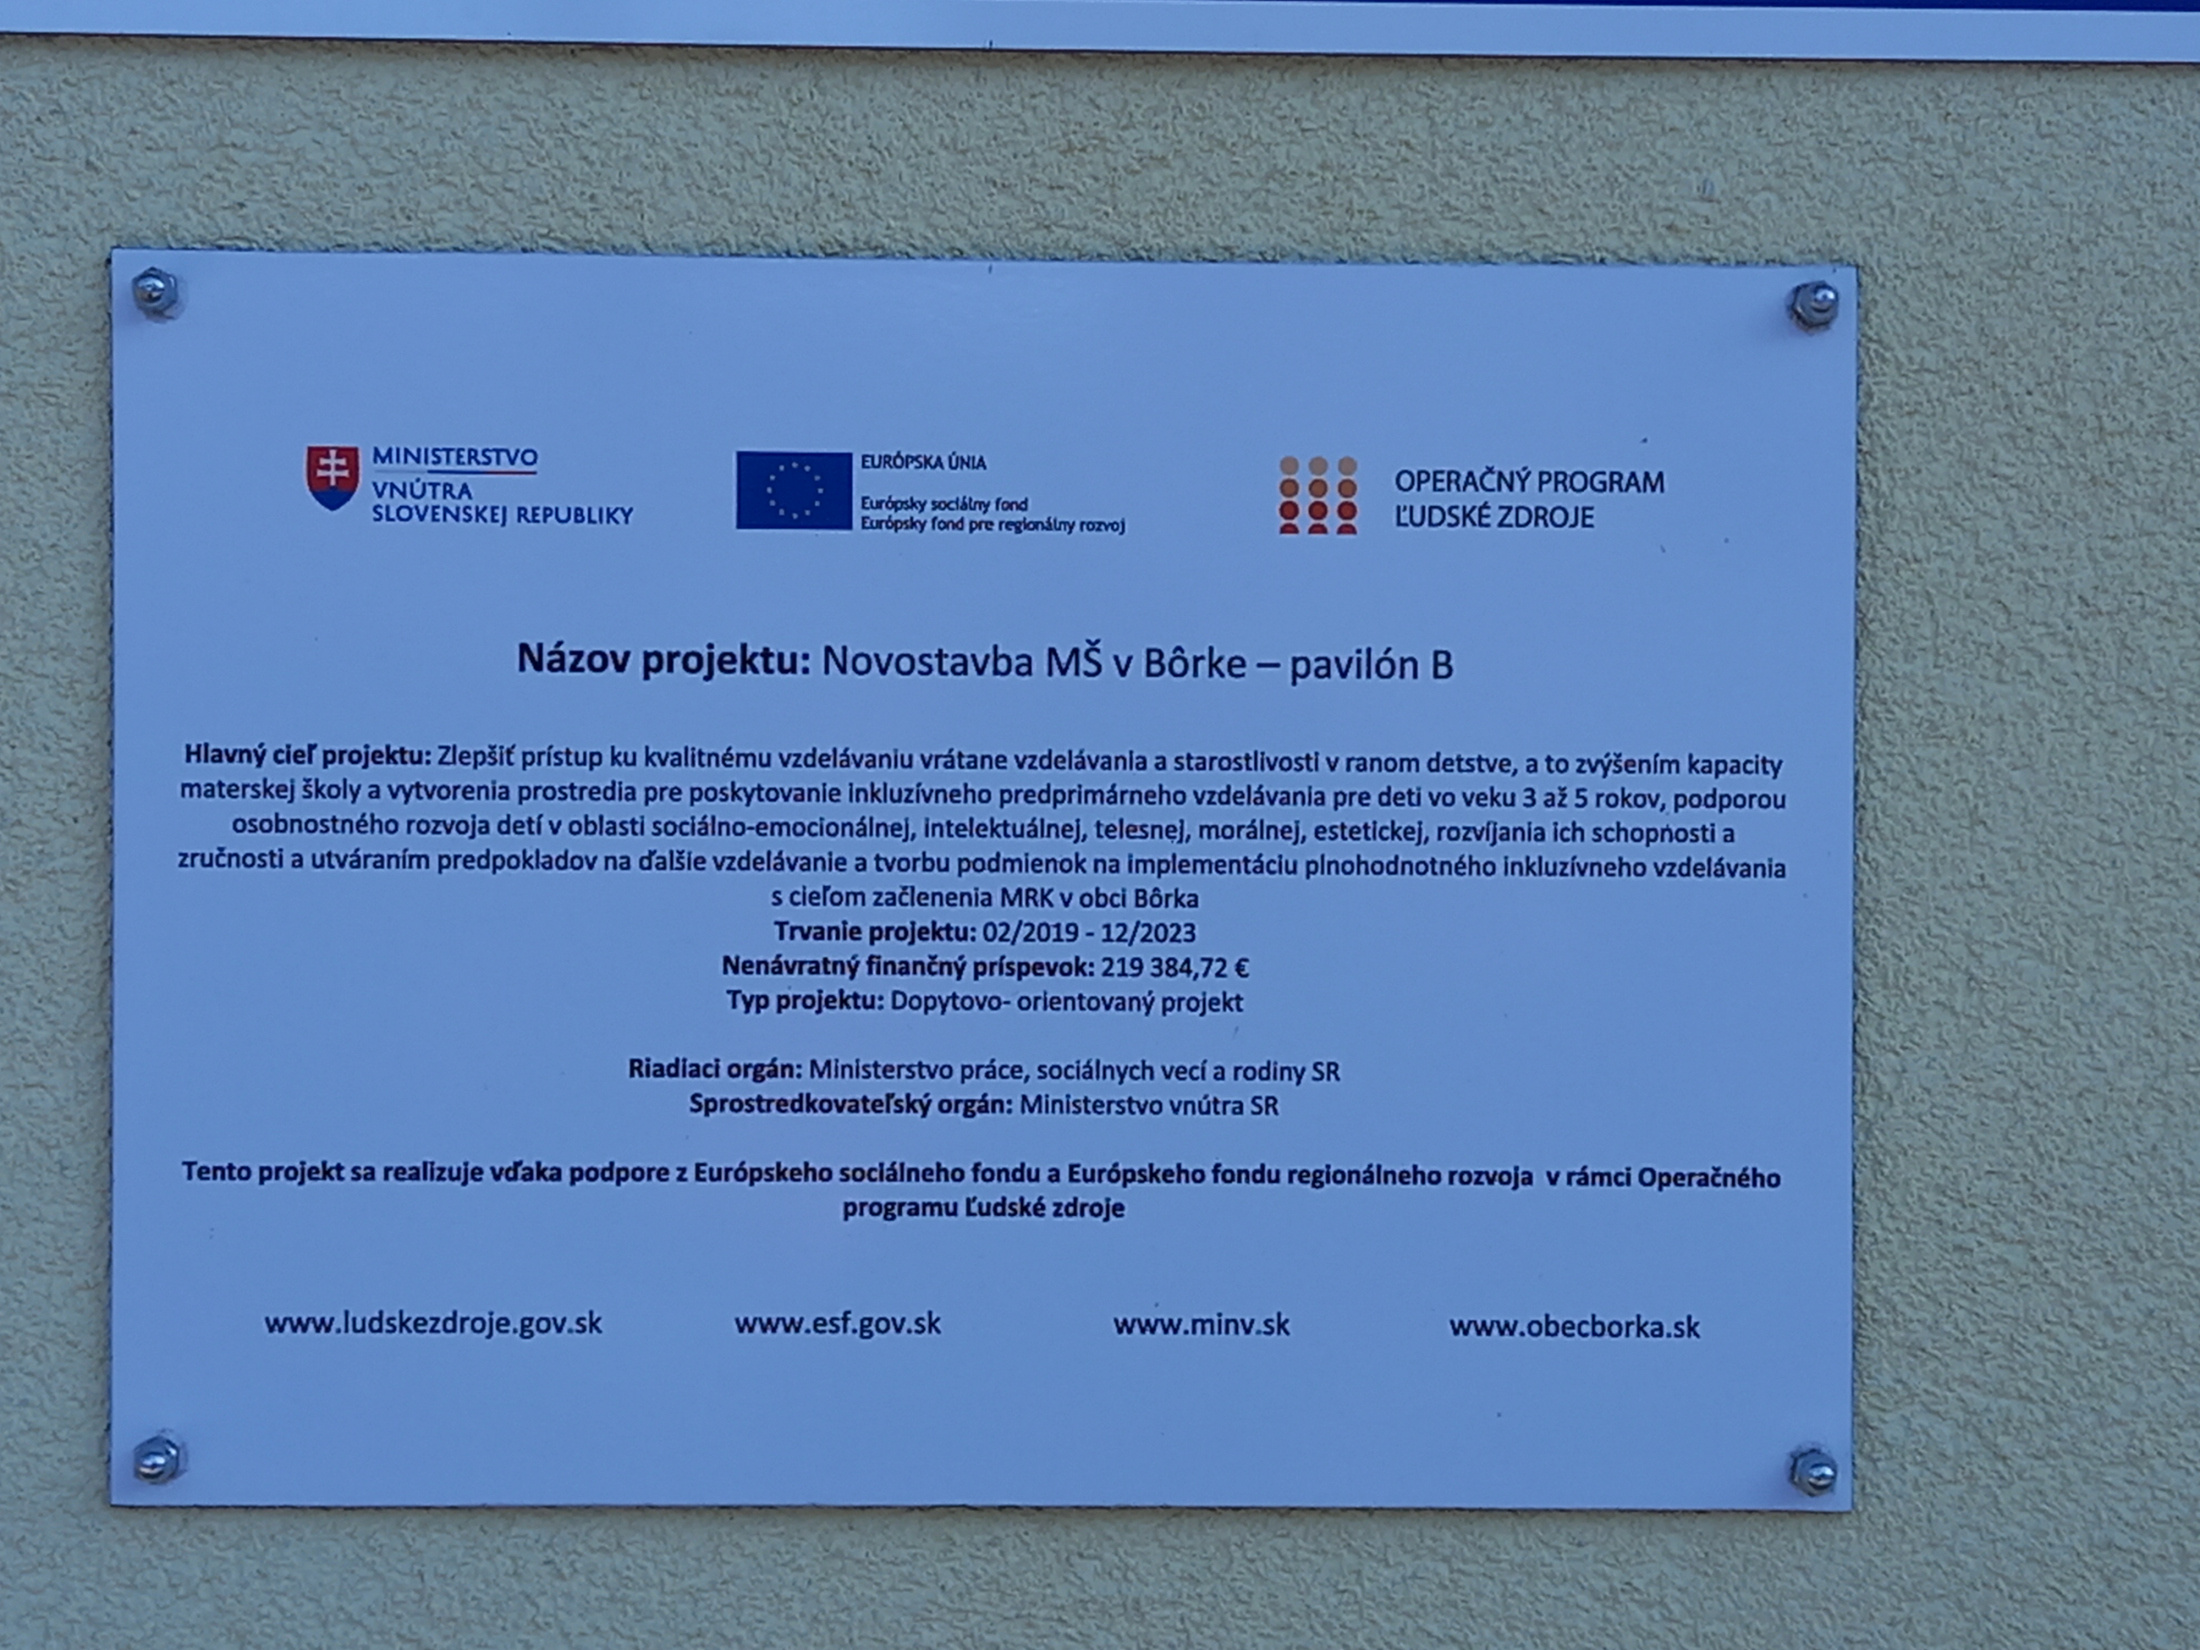 MINISTERSTVO
VNÚTRA
SLOVENSKEJ REPUBLIKY
EURÓPSKA ÚNIA
Európsky sociálny fond
Európsky fond pre regionálny rozvoj
OPERAČNÝ PROGRAM
ĽUDSKÉ ZDROJE
Názov projektu: Novostavba MŠ v Bôrke – pavilón B
Hlavný cieľ projektu: Zlepšiť prístup ku kvalitnému vzdelávaniu vrátane vzdelávania a starostlivosti v ranom detstve, a to zvýšením kapacity
materskej školy a vytvorenia prostredia pre poskytovanie inkluzívneho predprimárneho vzdelávania pre deti vo veku 3 až 5 rokov, podporou
osobnostného rozvoja detí v oblasti sociálno-emocionálnej, intelektuálnej, telesnej, morálnej, estetickej, rozvíjania ich schopnosti a
zručnosti a utváraním predpokladov na ďalšie vzdelávanie a tvorbu podmienok na implementáciu plnohodnotného inkluzívneho vzdelávania
s cieľom začlenenia MRK v obci Bôrka
Trvanie projektu: 02/2019 - 12/2023
Nenávratný finančný príspevok: 219 384,72 €
Typ projektu: Dopytovo- orientovaný projekt
Riadiaci orgán: Ministerstvo práce, sociálnych vecí a rodiny SR
Sprostredkovateľský orgán: Ministerstvo vnútra SR
Tento projekt sa realizuje vďaka podpore z Európskeho sociálneho fondu a Európskeho fondu regionálneho rozvoja v rámci Operačného
programu Ľudské zdroje
www.ludskezdroje.gov.sk www.esf.gov.sk www.minv.sk www.obecborka.sk